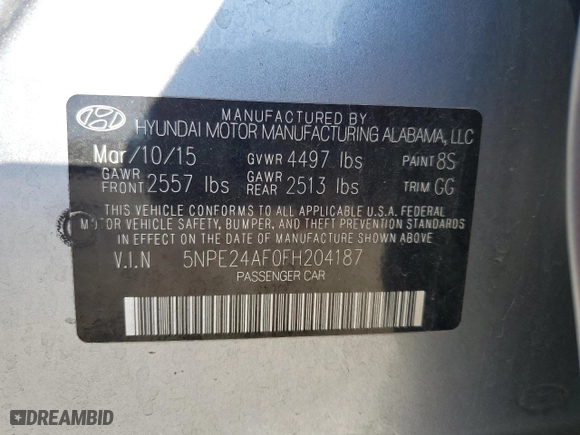 MANUFACTURED BY
HYUNDAI MOTOR MANUFACTURING ALABAMA, LLC
Mar/10/15 GVWR 4497 lbs PAINT 8S
GAWR FRONT 2557 lbs GAWR REAR 2513 lbs TRIM GG
THIS VEHICLE CONFORMS TO ALL APPLICABLE U.S.A. FEDERAL
MOTOR VEHICLE SAFETY, BUMPER, AND THEFT PREVENTION STANDARDS
IN EFFECT ON THE DATE OF MANUFACTURE SHOWN ABOVE.
V.I.N 5NPE24AF0FH204187
PASSENGER CAR
DREAMBID